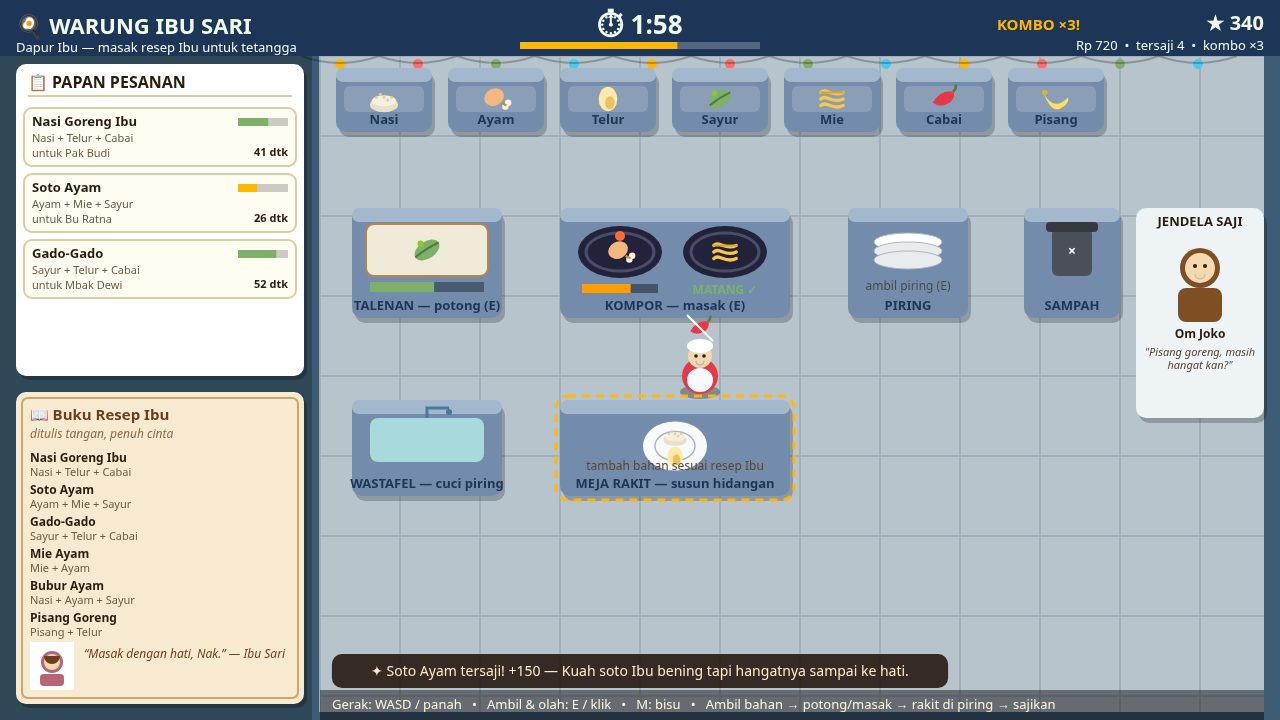 WARUNG IBU SARI
Dapur Ibu — masak resep Ibu untuk tetangga
1:58
KOMBO ×3!
★ 340
Rp 720 • tersaji 4 • kombo ×3
PAPAN PESANAN
Nasi Goreng Ibu
Nasi + Telur + Cabai
untuk Pak Budi
41 dtk
Soto Ayam
Ayam + Mie + Sayur
untuk Bu Ratna
26 dtk
Gado-Gado
Sayur + Telur + Cabai
untuk Mbak Dewi
52 dtk
Buku Resep Ibu
ditulis tangan, penuh cinta
Nasi Goreng Ibu
Nasi + Telur + Cabai
Soto Ayam
Ayam + Mie + Sayur
Gado-Gado
Sayur + Telur + Cabai
Mie Ayam
Mie + Ayam
Bubur Ayam
Nasi + Ayam + Sayur
Pisang Goreng
Pisang + Telur
“Masak dengan hati, Nak.” — Ibu Sari
Nasi
Ayam
Telur
Sayur
Mie
Cabai
Pisang
TALENAN — potong (E)
MATANG ✓
KOMPOR — masak (E)
ambil piring (E)
PIRING
×
SAMPAH
JENDELA SAJI
Om Joko
"Pisang goreng, masih
hangat kan?"
WASTAFEL — cuci piring
tambah bahan sesuai resep Ibu
MEJA RAKIT — susun hidangan
✦ Soto Ayam tersaji! +150 — Kuah soto Ibu bening tapi hangatnya sampai ke hati.
Gerak: WASD / panah • Ambil & olah: E / klik • M: bisu • Ambil bahan → potong/masak → rakit di piring → sajikan